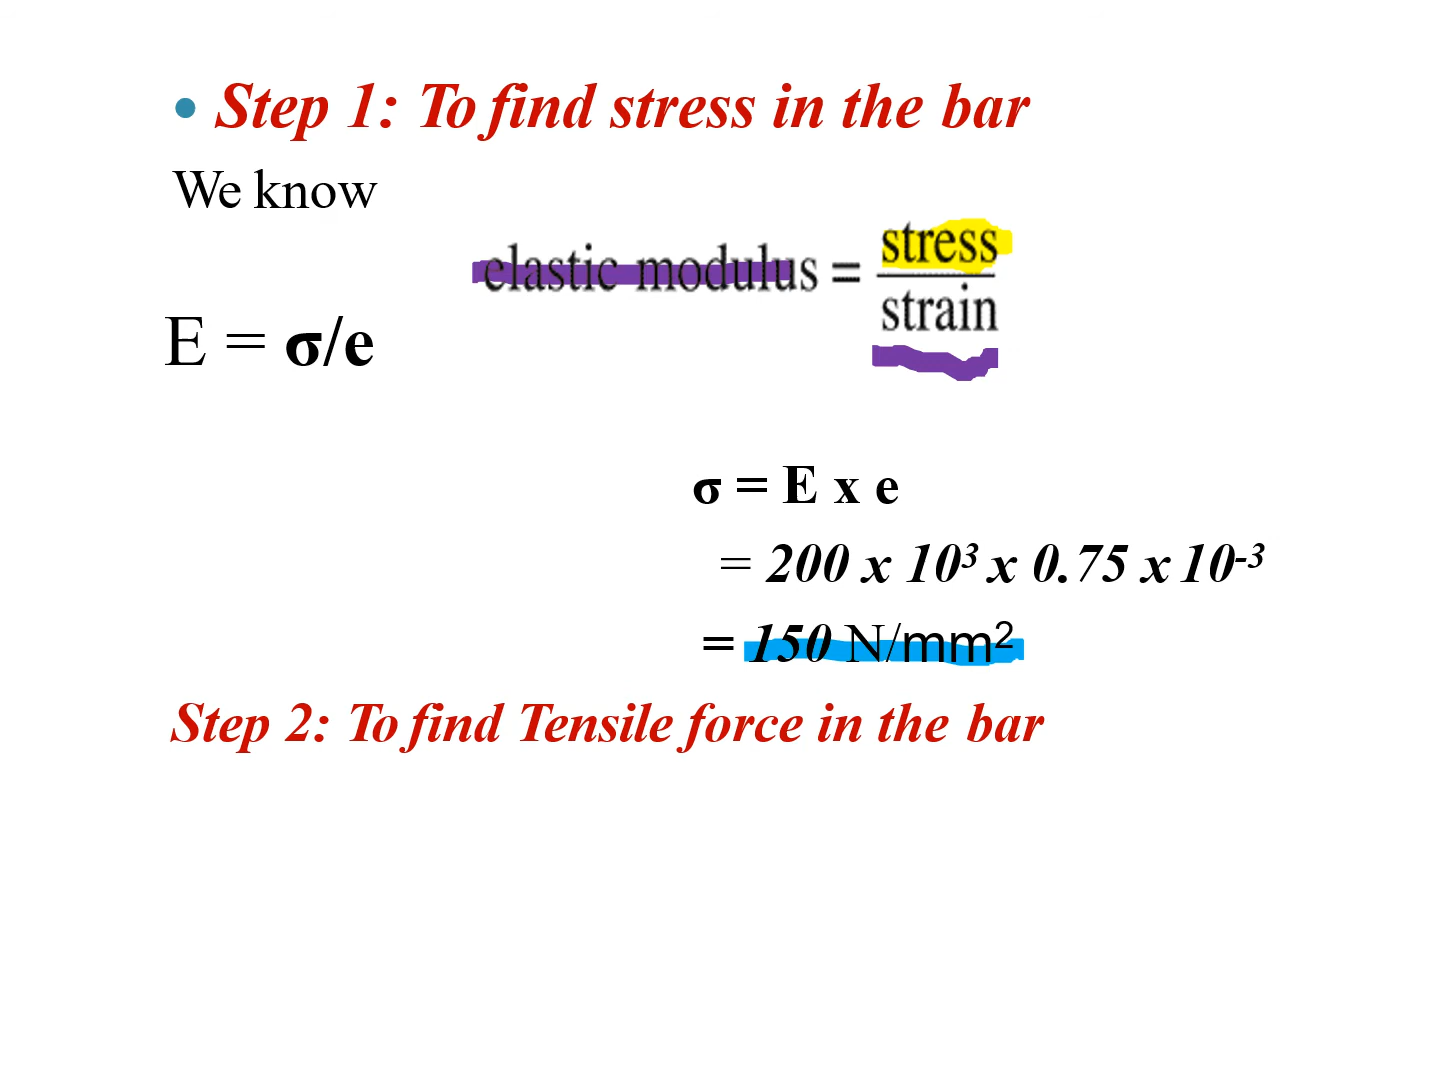 • Step 1: To find stress in the bar
We know
elastic modulus = stress
strain
E = σ/e
σ = E x e
= 200 x 10³ x 0.75 x 10⁻³
= 150 N/mm²
Step 2: To find Tensile force in the bar